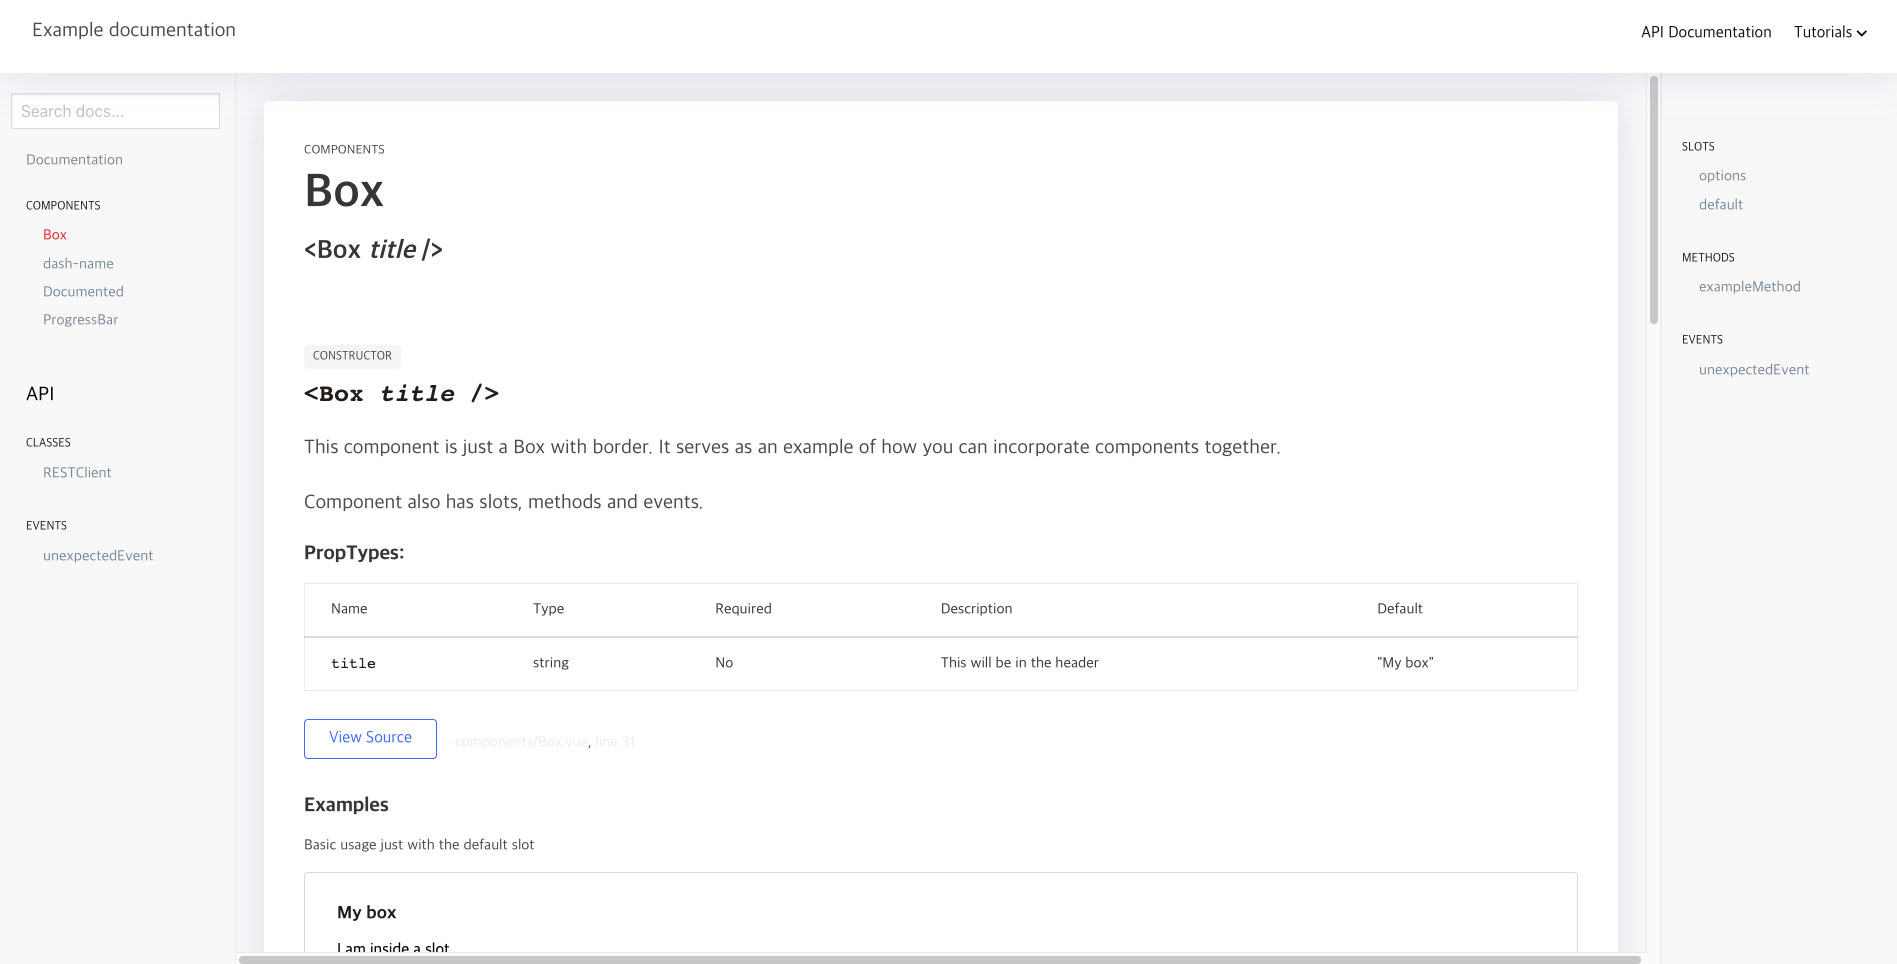 Example documentation
API Documentation
Tutorials
Search docs...
Documentation
COMPONENTS
Box
dash-name
Documented
ProgressBar
API
CLASSES
RESTClient
EVENTS
unexpectedEvent
COMPONENTS
Box
<Box title />
CONSTRUCTOR
<Box title />
This component is just a Box with border. It serves as an example of how you can incorporate components together.
Component also has slots, methods and events.
PropTypes:
Name Type Required Description Default
title string No This will be in the header "My box"
View Source components/Box.vue, line 31
Examples
Basic usage just with the default slot
My box
I am inside a slot
SLOTS
options
default
METHODS
exampleMethod
EVENTS
unexpectedEvent